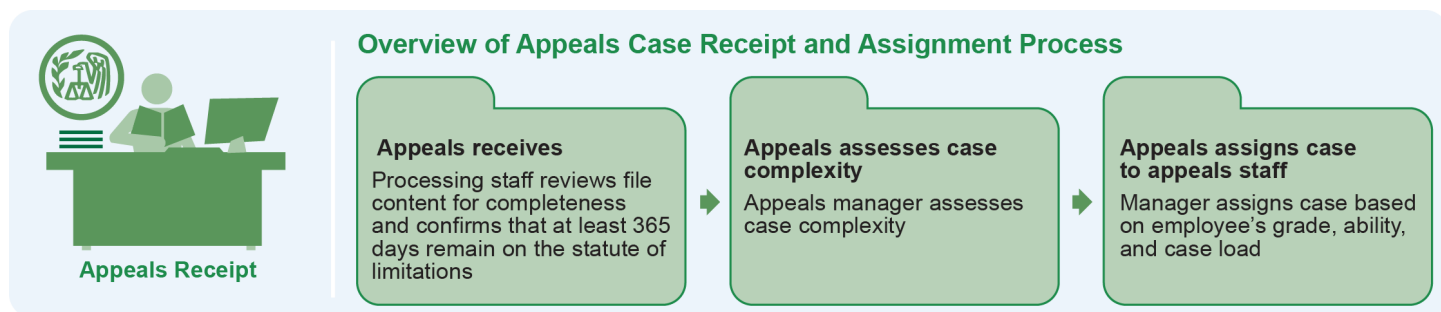 Overview of Appeals Case Receipt and Assignment Process
Appeals Receipt
Appeals receives
Processing staff reviews file
content for completeness
and confirms that at least 365
days remain on the statute of
limitations
Appeals assesses case
complexity
Appeals manager assesses
case complexity
Appeals assigns case
to appeals staff
Manager assigns case based
on employee’s grade, ability,
and case load